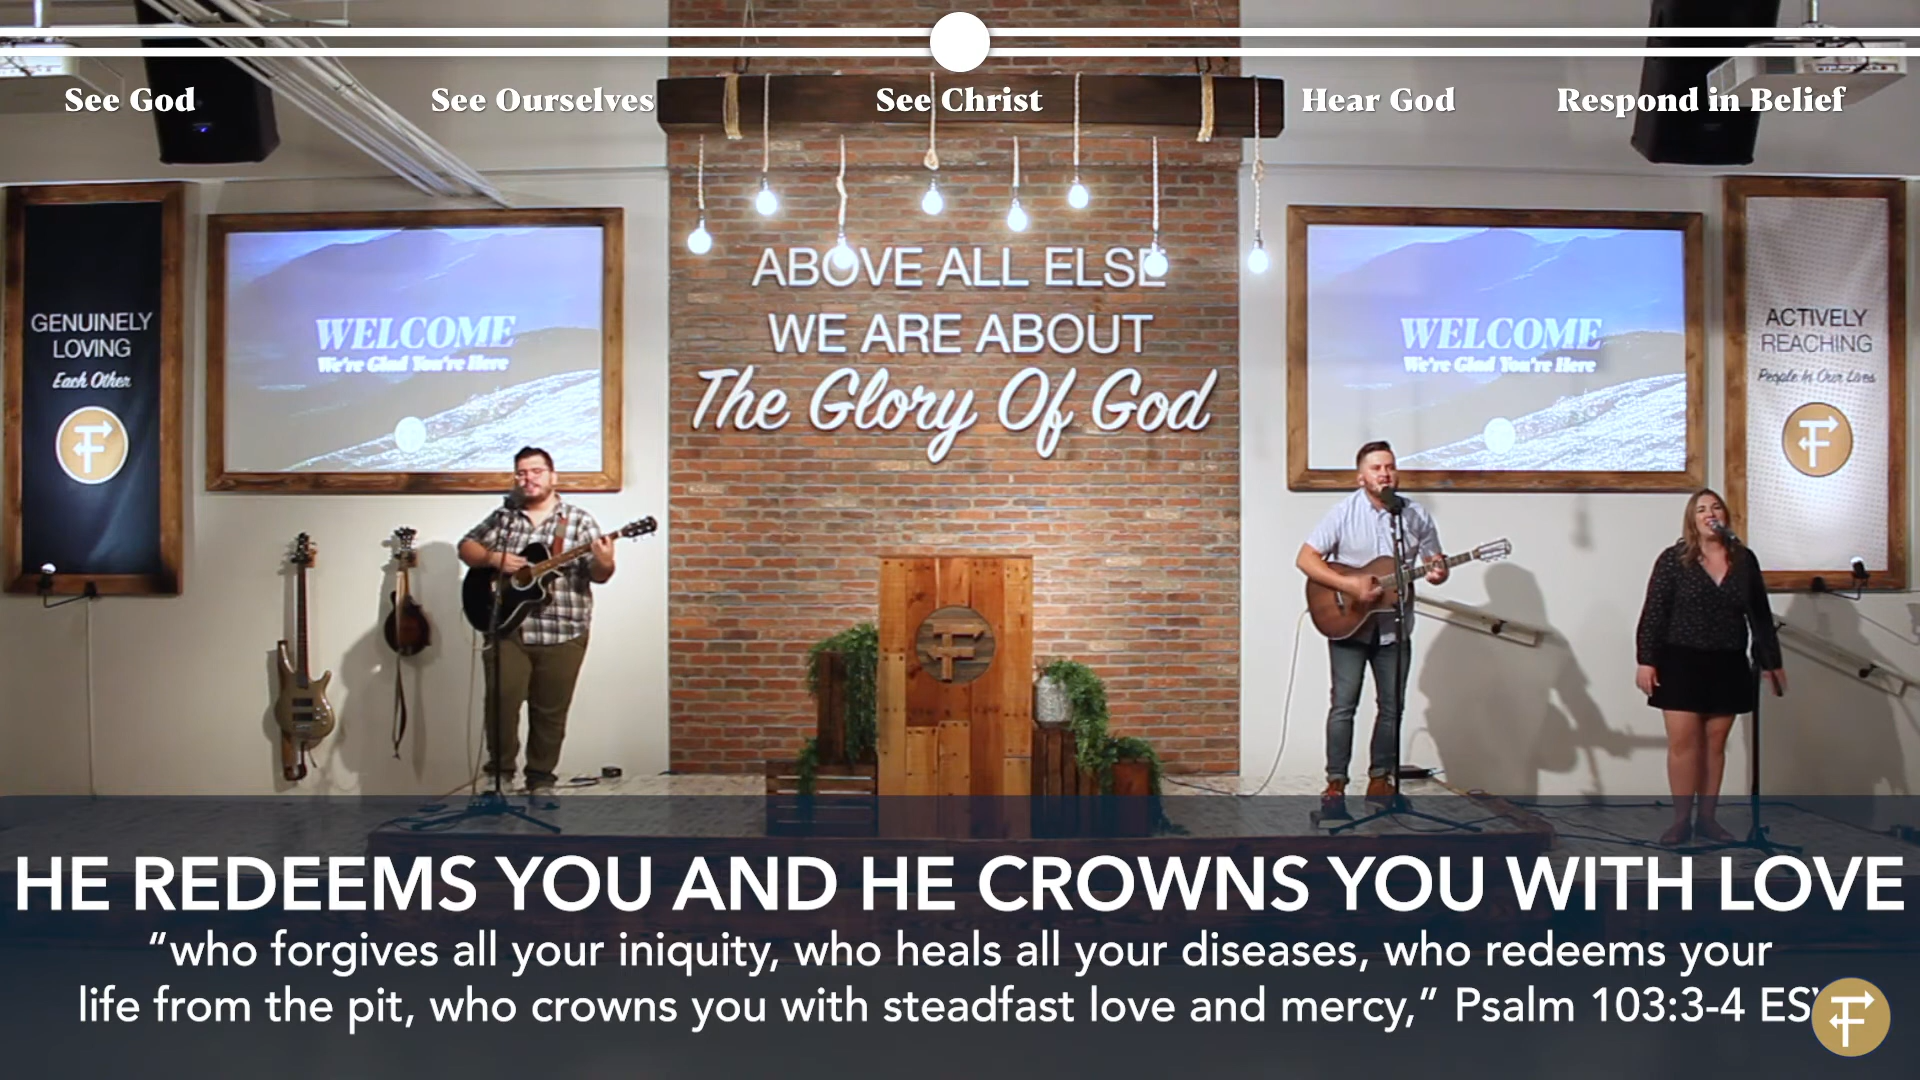 See God
See Ourselves
See Christ
Hear God
Respond in Belief
GENUINELY
LOVING
Each Other
F
WELCOME
We're Glad You're Here
ABOVE ALL ELSE
WE ARE ABOUT
The Glory Of God
WELCOME
We're Glad You're Here
ACTIVELY
REACHING
People In Our Lives
F
F
HE REDEEMS YOU AND HE CROWNS YOU WITH LOVE
“who forgives all your iniquity, who heals all your diseases, who redeems your
life from the pit, who crowns you with steadfast love and mercy,” Psalm 103:3-4 ESV
F